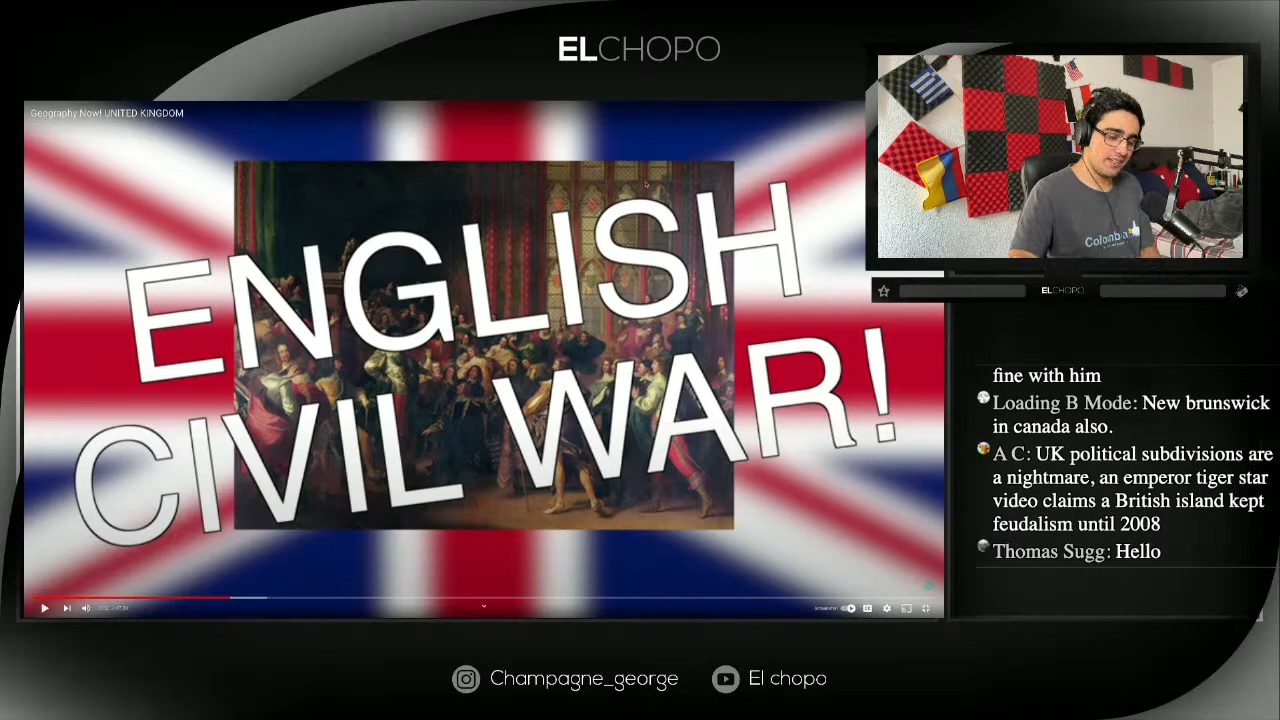 ELCHOPO
Geography Now! UNITED KINGDOM
ENGLISH
CIVIL WAR!
Colombia
ELCHOPO
fine with him
Loading B Mode: New brunswick
in canada also.
A C: UK political subdivisions are
a nightmare, an emperor tiger star
video claims a British island kept
feudalism until 2008
Thomas Sugg: Hello
Champagne_george
El chopo